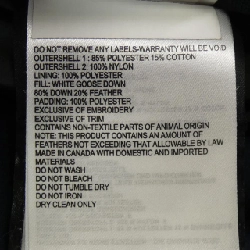 DO NOT REMOVE ANY LABELS-WARRANTY WILL BE VOID
OUTERSHELL 1 : 85% POLYESTER 15% COTTON
OUTERSHELL 2: 100% NYLON
LINING: 100% POLYESTER
FILL: WHITE GOOSE DOWN
80% DOWN 20% FEATHER
PADDING: 100% POLYESTER
EXCLUSIVE OF EMBROIDERY
EXCLUSIVE OF TRIM
CONTAINS NON-TEXTILE PARTS OF ANIMAL ORIGIN
NOTE: THIS PRODUCT CONTAINS AN AMOUNT OF
FEATHERS NOT EXCEEDING THAT ALLOWABLE BY LAW
MADE IN CANADA WITH DOMESTIC AND IMPORTED
MATERIALS
DO NOT WASH
DO NOT BLEACH
DO NOT TUMBLE DRY
DO NOT IRON
DRY CLEAN ONLY